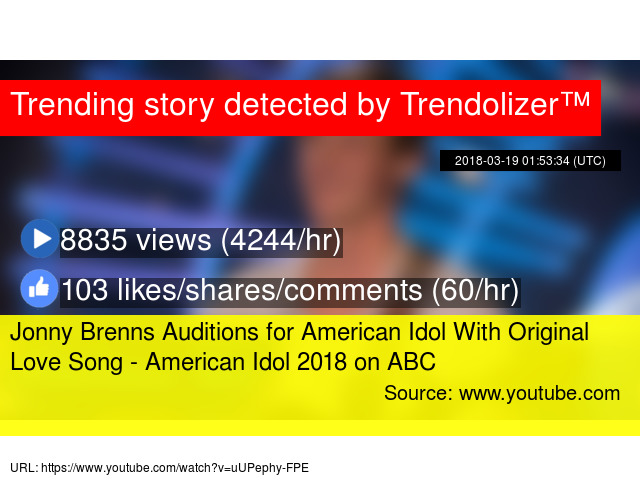 Trending story detected by Trendolizer™
2018-03-19 01:53:34 (UTC)
8835 views (4244/hr)
103 likes/shares/comments (60/hr)
Jonny Brenns Auditions for American Idol With Original
Love Song - American Idol 2018 on ABC
Source: www.youtube.com
URL: https://www.youtube.com/watch?v=uUPephy-FPE